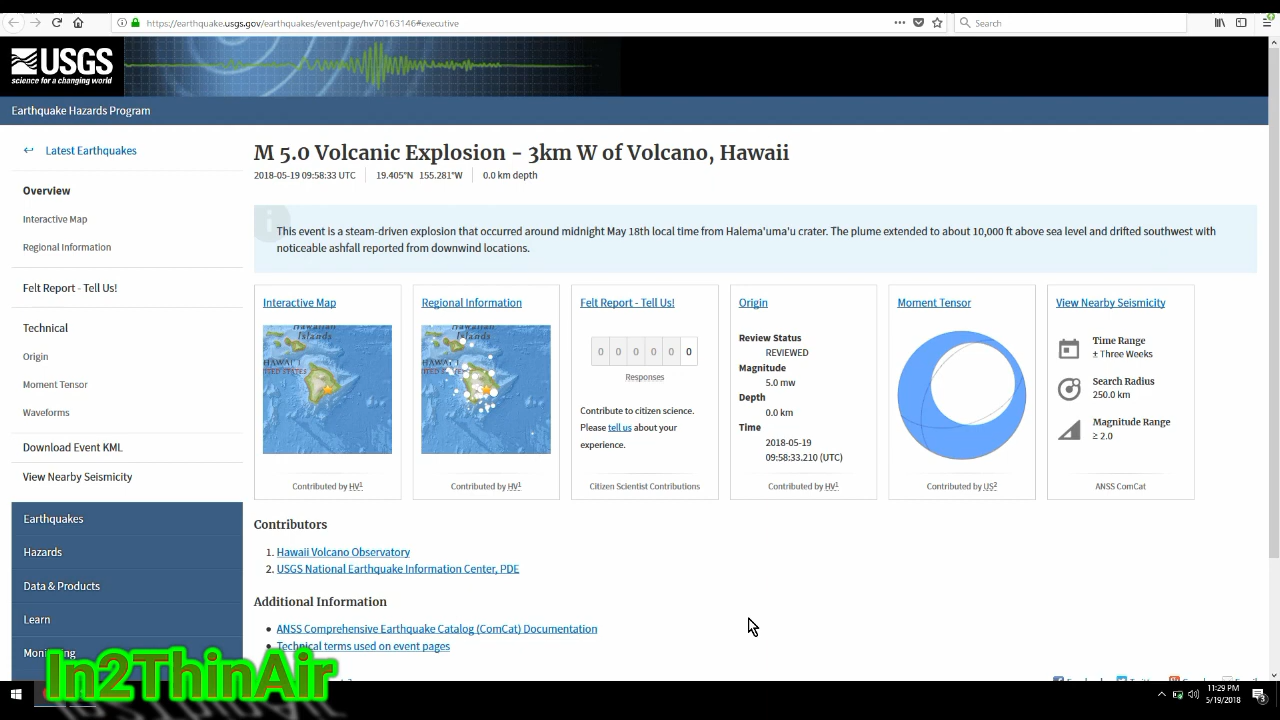 https://earthquake.usgs.gov/earthquakes/eventpage/hv70163146#executive
Search
USGS
science for a changing world
Earthquake Hazards Program
Latest Earthquakes
Overview
Interactive Map
Regional Information
Felt Report - Tell Us!
Technical
Origin
Moment Tensor
Waveforms
Download Event KML
View Nearby Seismicity
Earthquakes
Hazards
Data & Products
Learn
Monitoring
M 5.0 Volcanic Explosion - 3km W of Volcano, Hawaii
2018-05-19 09:58:33 UTC 19.405°N 155.281°W 0.0 km depth
This event is a steam-driven explosion that occurred around midnight May 18th local time from Halema'uma'u crater. The plume extended to about 10,000 ft above sea level and drifted southwest with
noticeable ashfall reported from downwind locations.
Interactive Map
Hawaiian
Islands
HAWAI'I
UNITED STATES
Contributed by HV1
Regional Information
Hawaiian
Islands
HAWAI'I
Contributed by HV1
Felt Report - Tell Us!
0 0 0 0 0 0
Responses
Contribute to citizen science.
Please tell us about your
experience.
Citizen Scientist Contributions
Origin
Review Status
REVIEWED
Magnitude
5.0 mw
Depth
0.0 km
Time
2018-05-19
09:58:33.210 (UTC)
Contributed by HV1
Moment Tensor
Contributed by US2
View Nearby Seismicity
Time Range
± Three Weeks
Search Radius
250.0 km
Magnitude Range
≥ 2.0
ANSS ComCat
Contributors
1. Hawaii Volcano Observatory
2. USGS National Earthquake Information Center, PDE
Additional Information
ANSS Comprehensive Earthquake Catalog (ComCat) Documentation
Technical terms used on event pages
In2ThinAir
11:29 PM
5/19/2018
3